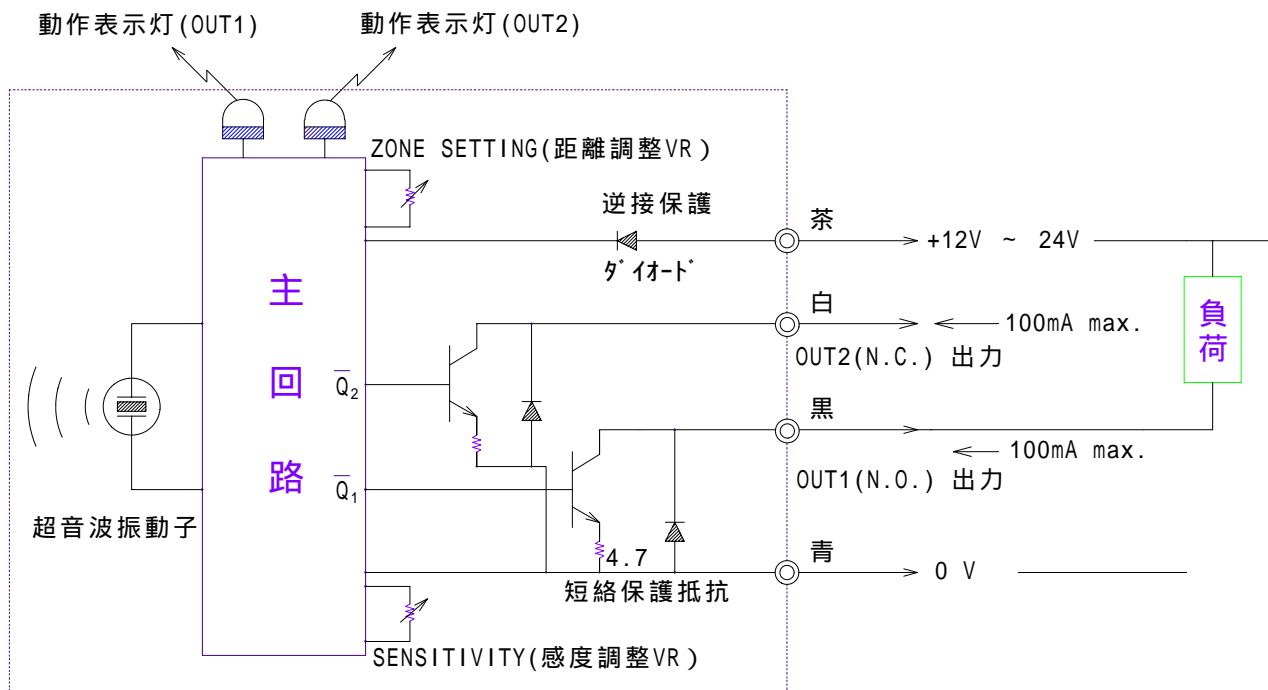 動作表示灯(OUT1)
動作表示灯(OUT2)
ZONE SETTING(距離調整VR)
逆接保護
ダイオード
茶
+12V ~ 24V
白
100mA max.
OUT2(N.C.) 出力
負荷
主回路
Q2
黒
100mA max.
OUT1(N.O.) 出力
Q1
超音波振動子
4.7
短絡保護抵抗
青
0 V
SENSITIVITY(感度調整VR)